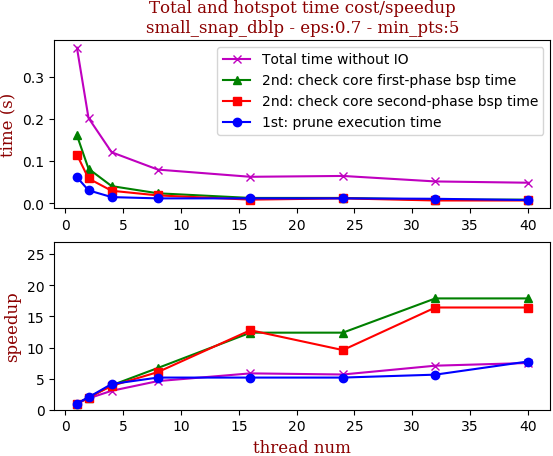 Total and hotspot time cost/speedup
small_snap_dblp - eps:0.7 - min_pts:5
time (s)
0.3
0.2
0.1
0.0
Total time without IO
2nd: check core first-phase bsp time
2nd: check core second-phase bsp time
1st: prune execution time
0 5 10 15 20 25 30 35 40
speedup
25
20
15
10
5
0
0 5 10 15 20 25 30 35 40
thread num